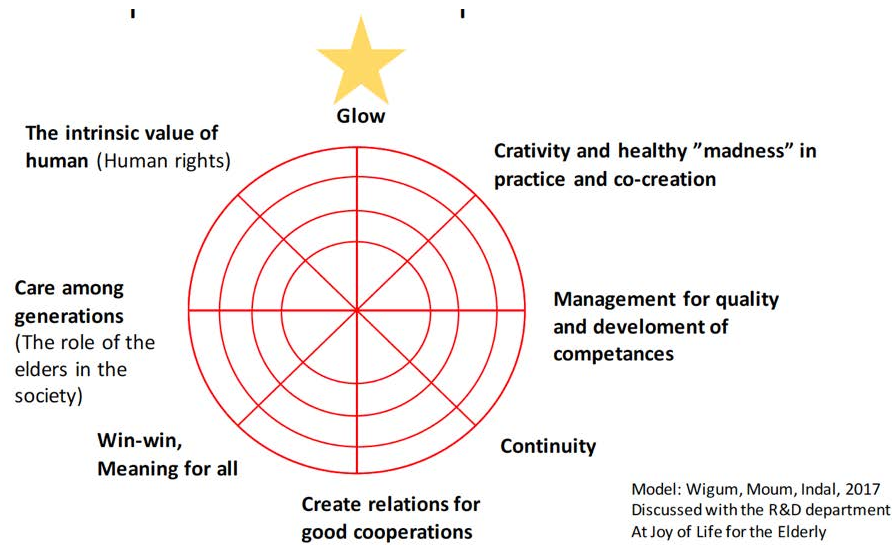 Glow
The intrinsic value of
human (Human rights)
Crativity and healthy ”madness” in
practice and co-creation
Care among
generations
(The role of the
elders in the
society)
Management for quality
and develoment of
competances
Win-win,
Meaning for all
Continuity
Create relations for
good cooperations
Model: Wigum, Moum, Indal, 2017
Discussed with the R&D department
At Joy of Life for the Elderly